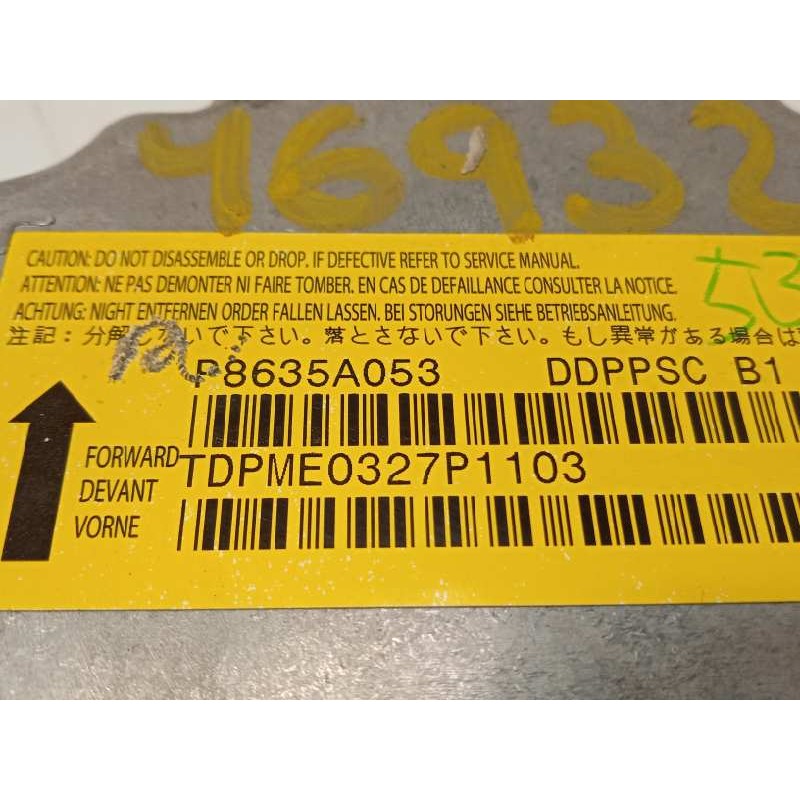 46932
CAUTION: DO NOT DISASSEMBLE OR DROP. IF DEFECTIVE REFER TO SERVICE MANUAL.
53
ATTENTION: NE PAS DEMONTER NI FAIRE TOMBER, EN CAS DE DEFAILLANCE CONSULTER LA NOTICE.
ACHTUNG: NIGHT ENTFERNEN ORDER FALLEN LASSEN, BEI STORUNGEN SIEHE BETRIEBSANLEITUNG.
注記: 分解しないで下さい。落とさないで下さい。もし異常がある場合は
P8635A053 DDPPSC B1
FORWARD TDPME0327P1103
DEVANT
VORNE